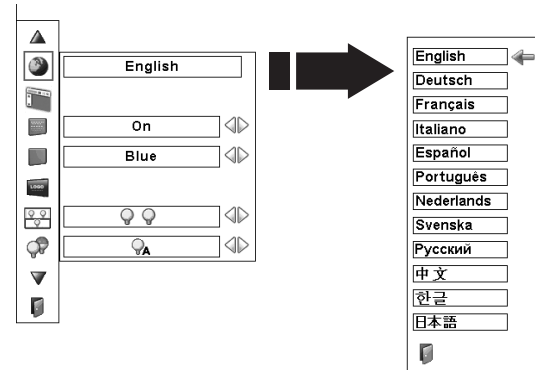 English
On
Blue
LOGO
A
English
Deutsch
Français
Italiano
Español
Português
Nederlands
Svenska
Русский
中文
한글
日本語